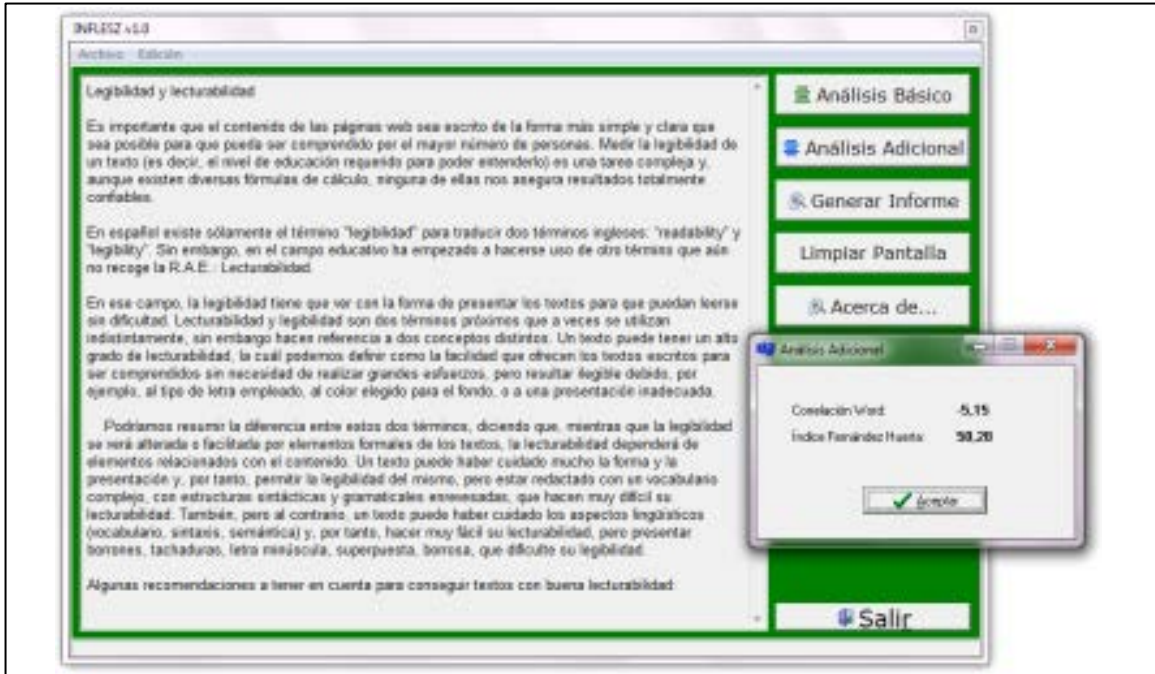 INFLESZ v1.0
Archivo Edición
Legibilidad y lecturabilidad
Es importante que el contenido de las páginas web sea escrito de la forma más simple y clara que
sea posible para que pueda ser comprendido por el mayor número de personas. Medir la legibilidad de
un texto (es decir, el nivel de educación requerido para poder entenderlo) es una tarea compleja y,
aunque existen diversas fórmulas de cálculo, ninguna de ellas nos asegura resultados totalmente
confiables.
En español existe sólamente el término "legibilidad" para traducir dos términos ingleses: "readability" y
"legibility". Sin embargo, en el campo educativo ha empezado a hacerse uso de otro término que aún
no recoge la R.A.E.: Lecturabilidad.
En ese campo, la legibilidad tiene que ver con la forma de presentar los textos para que puedan leerse
sin dificultad. Lecturabilidad y legibilidad son dos términos próximos que a veces se utilizan
indistintamente, sin embargo hacen referencia a dos conceptos distintos. Un texto puede tener un alto
grado de lecturabilidad, la cuál podemos definir como la facilidad que ofrecen los textos escritos para
ser comprendidos sin necesidad de realizar grandes esfuerzos, pero resultar ilegible debido, por
ejemplo, al tipo de letra empleado, al color elegido para el fondo, o a una presentación inadecuada.
Podríamos resumir la diferencia entre estos dos términos, diciendo que, mientras que la legibilidad
se verá alterada o facilitada por elementos formales de los textos, la lecturabilidad dependerá de
elementos relacionados con el contenido. Un texto puede haber cuidado mucho la forma y la
presentación y, por tanto, permitir la legibilidad del mismo, pero estar redactado con un vocabulario
complejo, con estructuras sintácticas y gramaticales enrevesadas, que hacen muy difícil su
lecturabilidad. También, pero al contrario, un texto puede haber cuidado los aspectos lingüísticos
(vocabulario, sintaxis, semántica) y, por tanto, hacer muy fácil su lecturabilidad, pero presentar
borrones, tachaduras, letra minúscula, superpuesta, borrosa, que dificulte su legibilidad.
Algunas recomendaciones a tener en cuenta para conseguir textos con buena lecturabilidad:
Análisis Básico
Análisis Adicional
Generar Informe
Limpiar Pantalla
Acerca de...
Análisis Adicional
Correlación Word: -5,15
Índice Fernández Huerta: 50,20
Aceptar
Salir